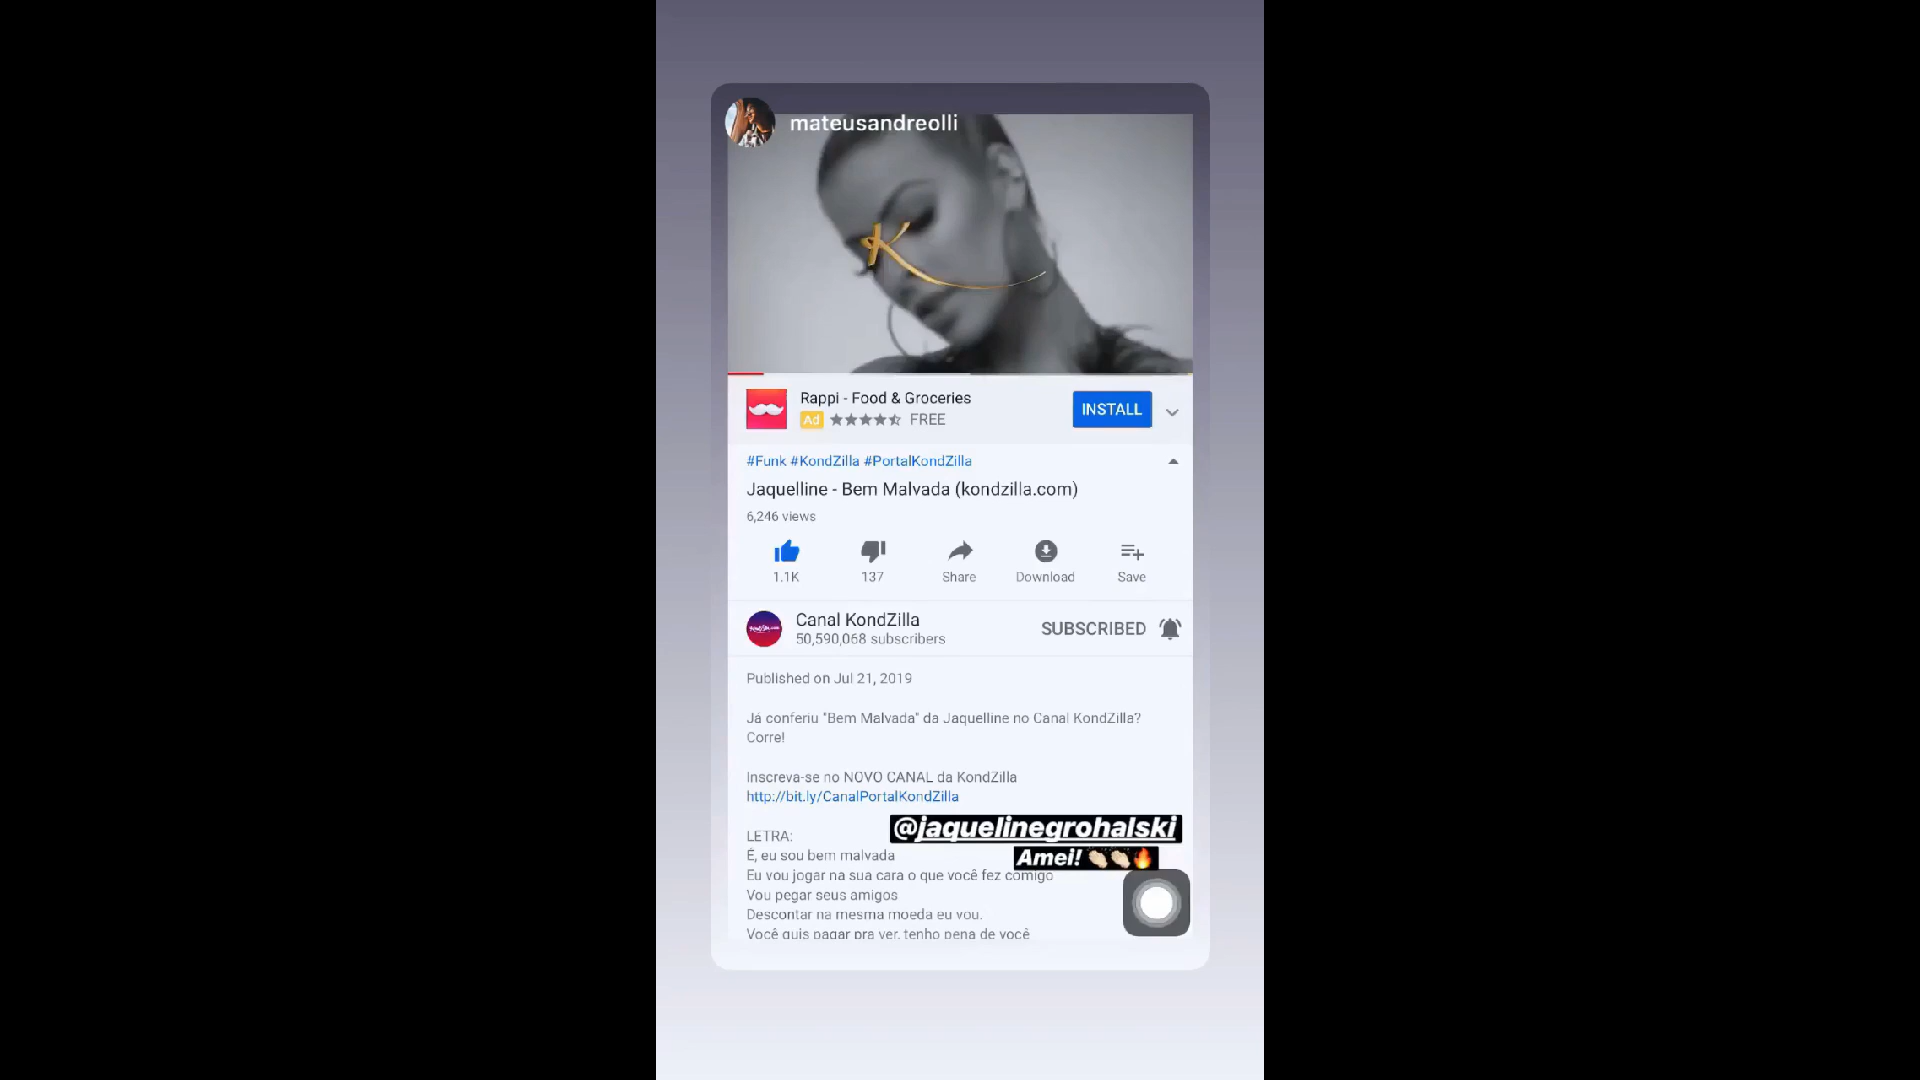 mateusandreolli
K
Rappi - Food & Groceries
INSTALL
Ad
FREE
#Funk #KondZilla #PortalKondZilla
Jaquelline - Bem Malvada (kondzilla.com)
6,246 views
1.1K
137
Share
Download
Save
Canal KondZilla
50,590,068 subscribers
SUBSCRIBED
Published on Jul 21, 2019
Já conferiu "Bem Malvada" da Jaquelline no Canal KondZilla?
Corre!
Inscreva-se no NOVO CANAL da KondZilla
http://bit.ly/CanalPortalKondZilla
@jaquelinegrohalski
LETRA:
É, eu sou bem malvada
Amei! 👏🏻👏🏻🔥
Eu vou jogar na sua cara o que você fez comigo
Vou pegar seus amigos
Descontar na mesma moeda eu vou.
Você quis pagar pra ver, tenho pena de você